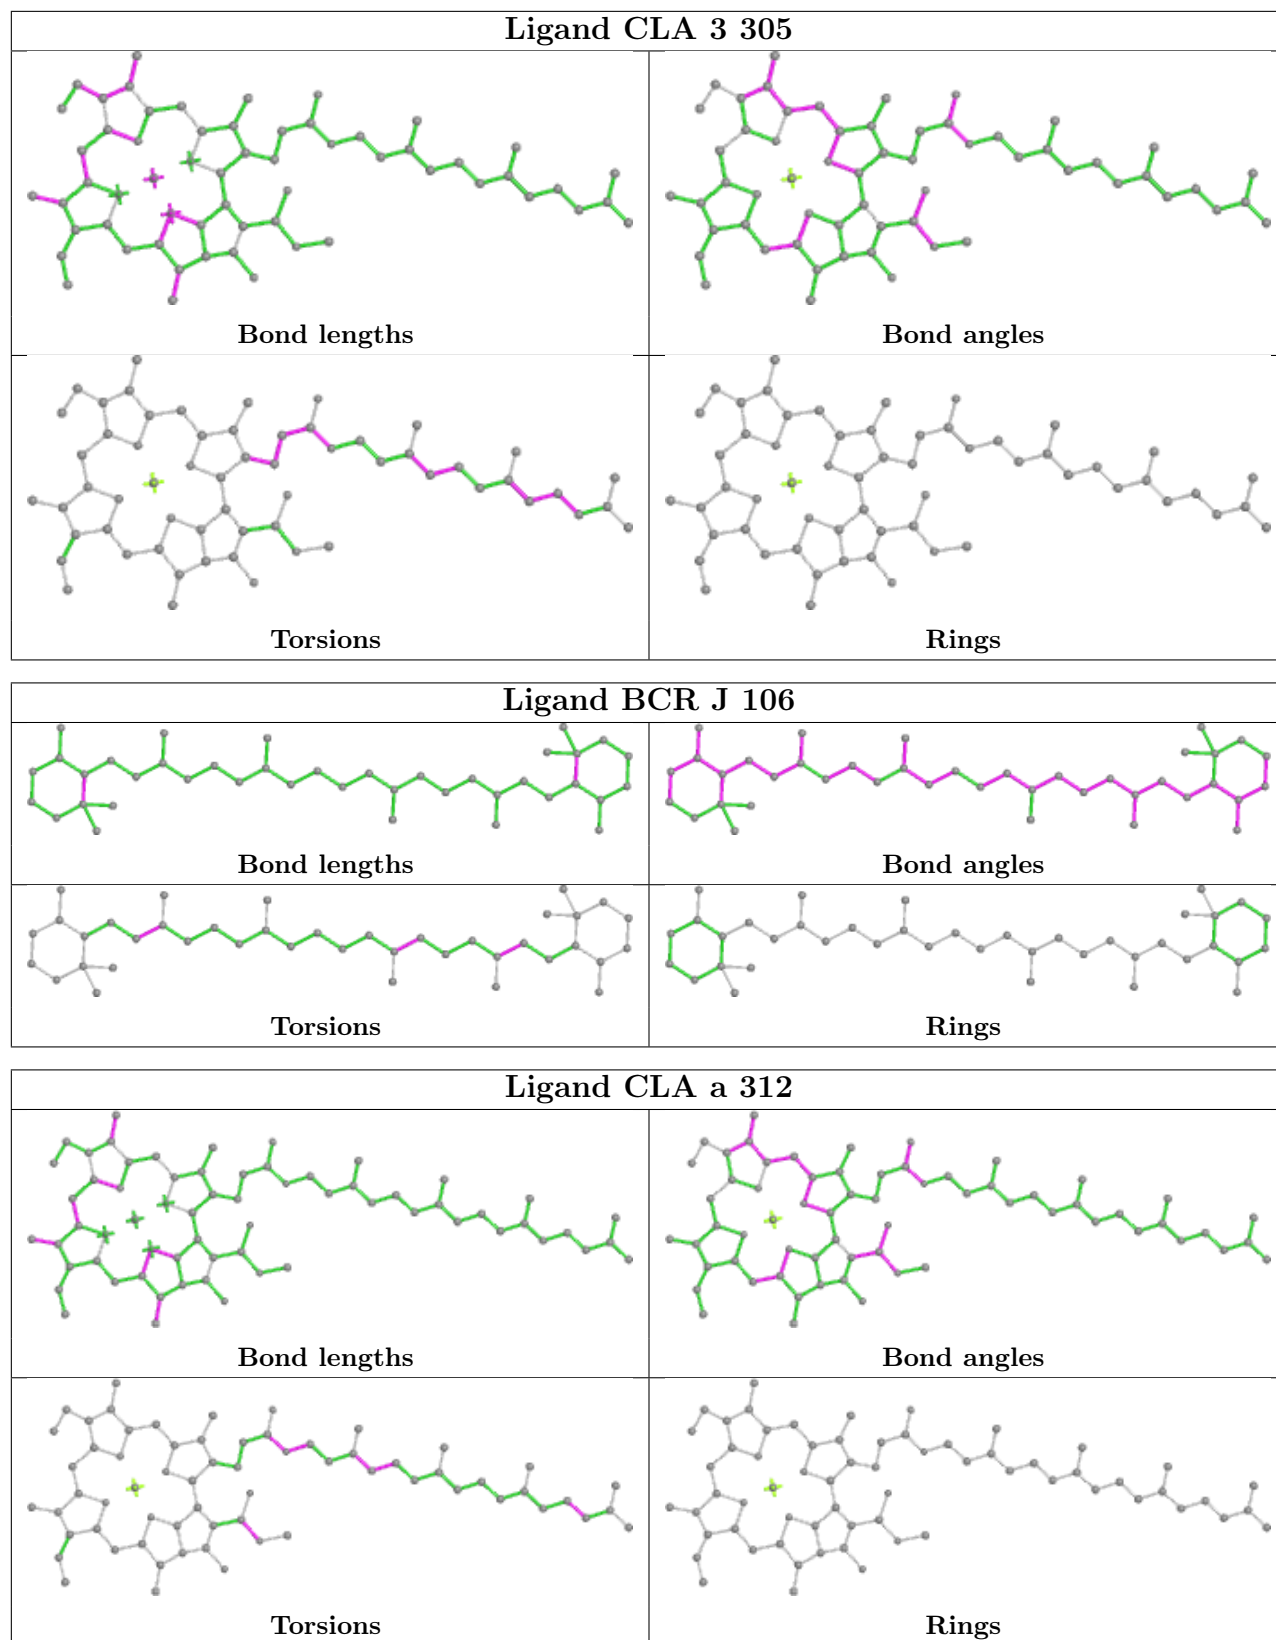 Ligand CLA 3 305
Bond lengths
Bond angles
Torsions
Rings
Ligand BCR J 106
Bond lengths
Bond angles
Torsions
Rings
Ligand CLA a 312
Bond lengths
Bond angles
Torsions
Rings